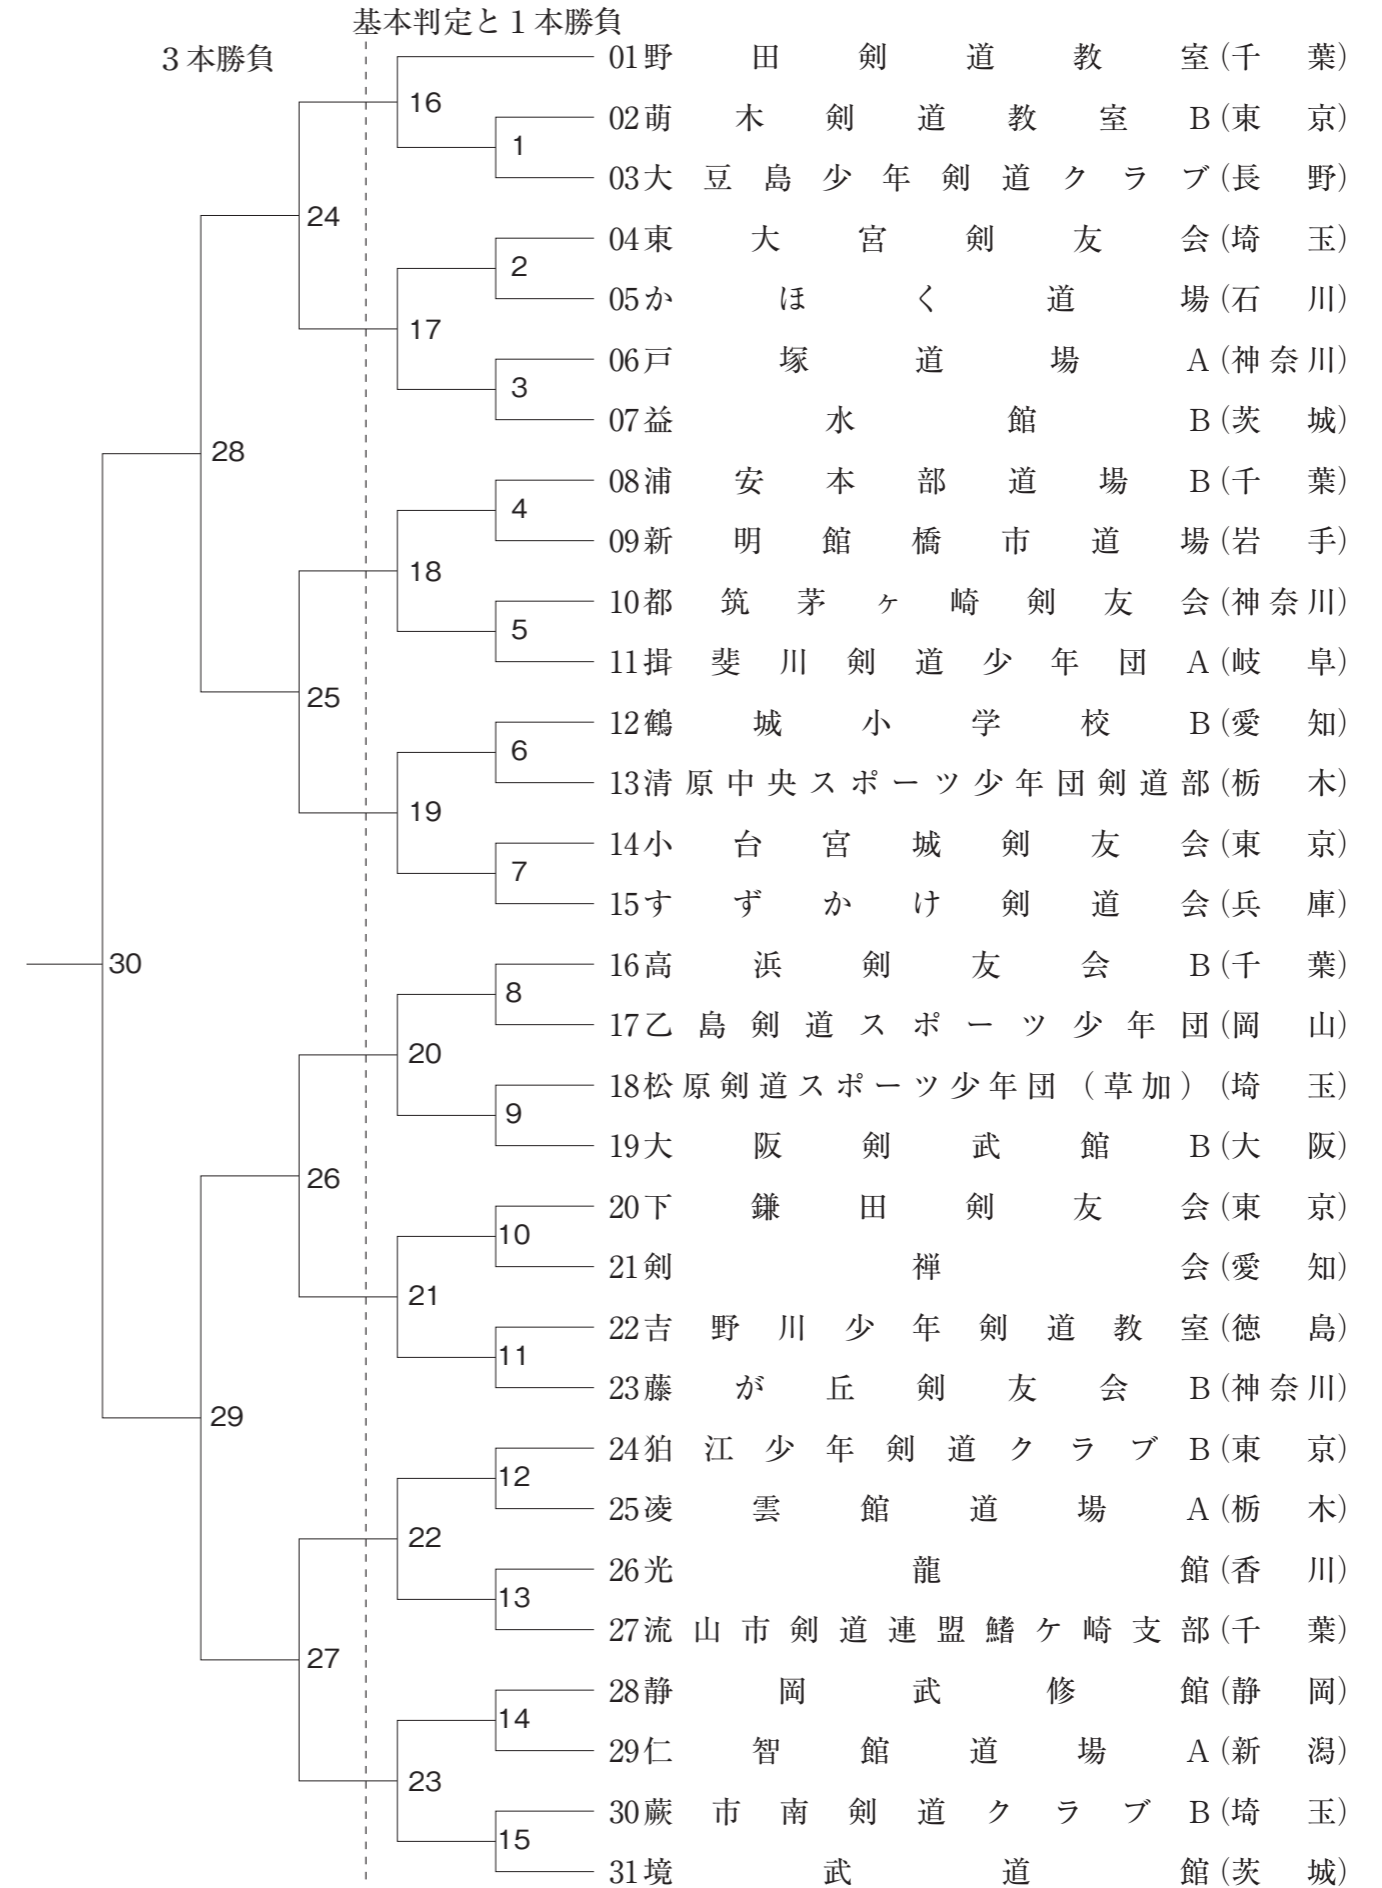 基本判定と１本勝負
３本勝負
01野田剣道教室(千葉)
16
02萌木剣道教室B(東京)
1
03大豆島少年剣道クラブ(長野)
24
04東大宮剣友会(埼玉)
2
05かほく道場(石川)
17
06戸塚道場A(神奈川)
3
07益水館B(茨城)
28
08浦安本部道場B(千葉)
4
09新明館橋市道場(岩手)
18
10都筑茅ヶ崎剣友会(神奈川)
5
11揖斐川剣道少年団A(岐阜)
25
12鶴城小学校B(愛知)
6
13清原中央スポーツ少年団剣道部(栃木)
19
14小台宮城剣友会(東京)
7
15すずかけ剣道会(兵庫)
30
16高浜剣友会B(千葉)
8
17乙島剣道スポーツ少年団(岡山)
20
18松原剣道スポーツ少年団（草加）(埼玉)
9
19大阪剣武館B(大阪)
26
20下鎌田剣友会(東京)
10
21剣禅会(愛知)
21
22吉野川少年剣道教室(徳島)
11
23藤が丘剣友会B(神奈川)
29
24狛江少年剣道クラブB(東京)
12
25凌雲館道場A(栃木)
22
26光龍館(香川)
13
27流山市剣道連盟鰭ケ崎支部(千葉)
27
28静岡武修館(静岡)
14
29仁智館道場A(新潟)
23
30蕨市南剣道クラブB(埼玉)
15
31境武道館(茨城)